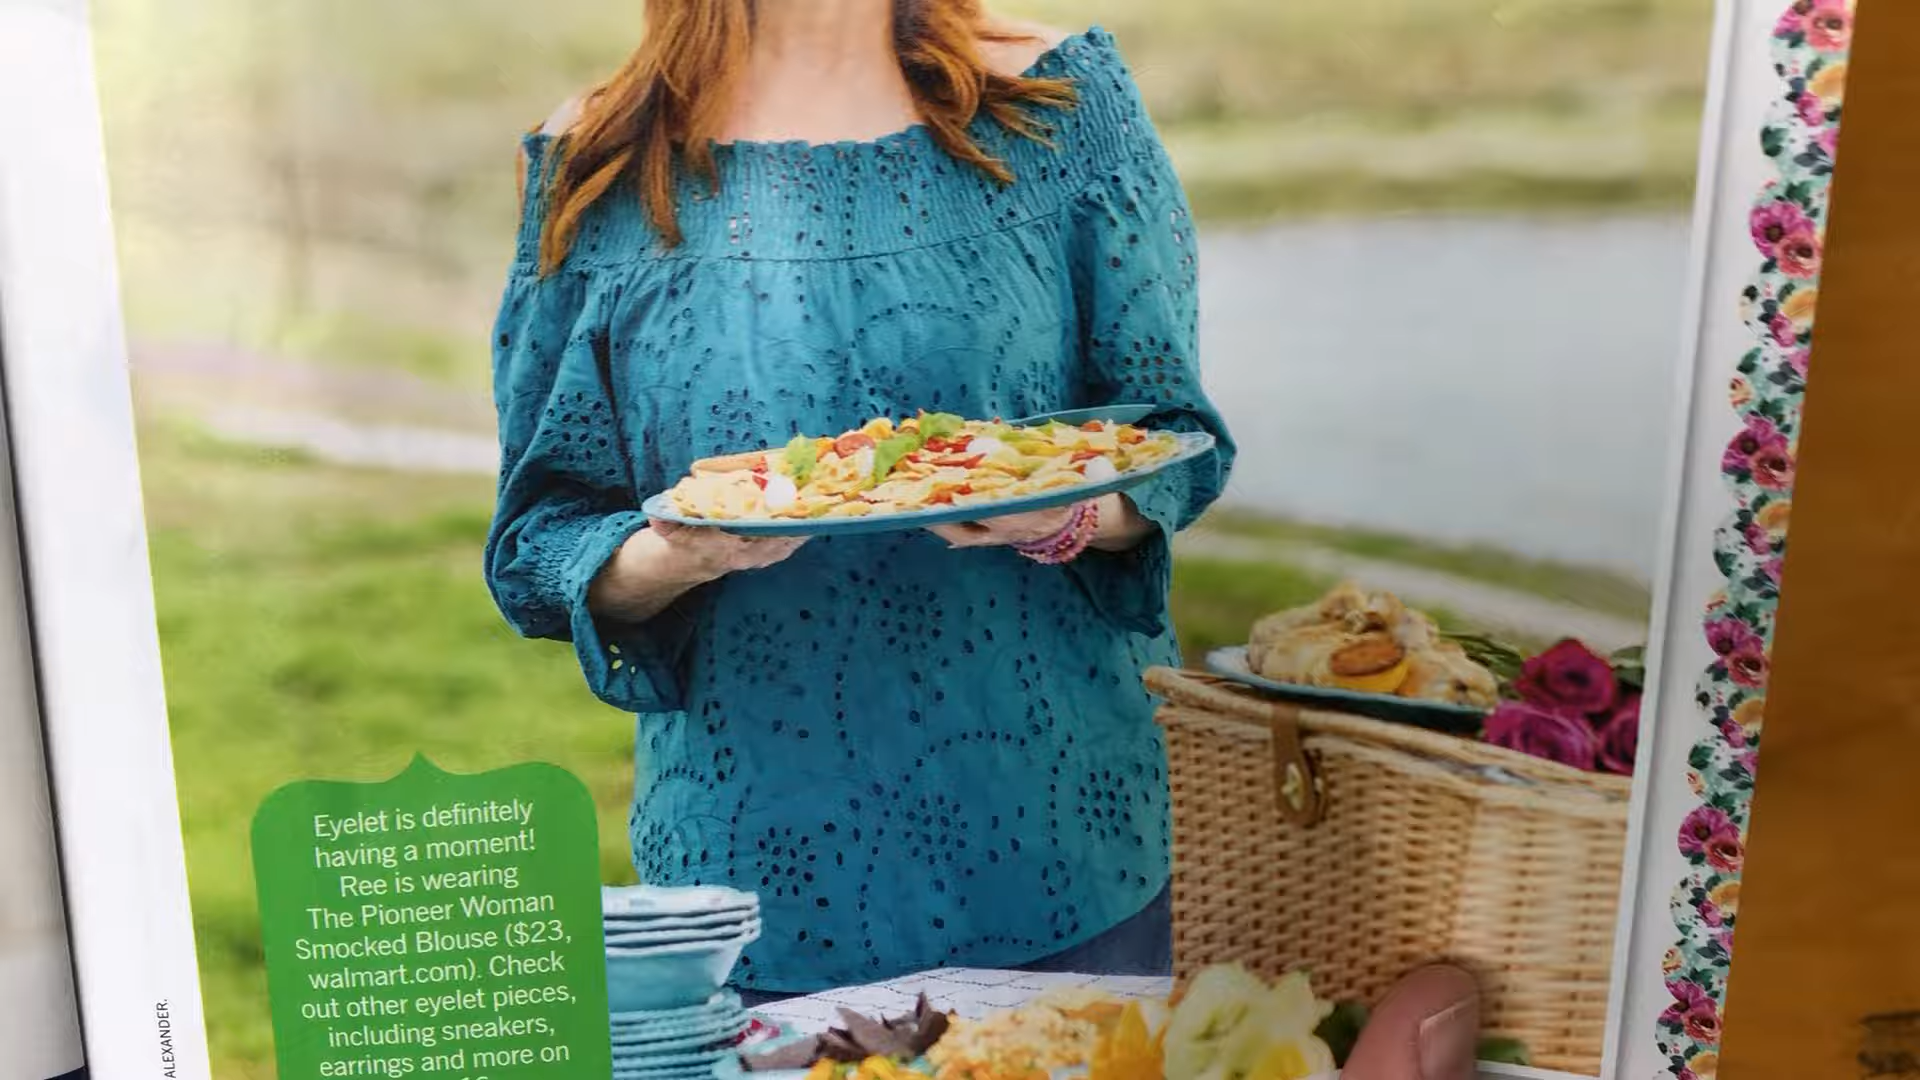 Eyelet is definitely
having a moment!
Ree is wearing
The Pioneer Woman
Smocked Blouse ($23,
walmart.com). Check
out other eyelet pieces,
including sneakers,
earrings and more on
ALEXANDER.